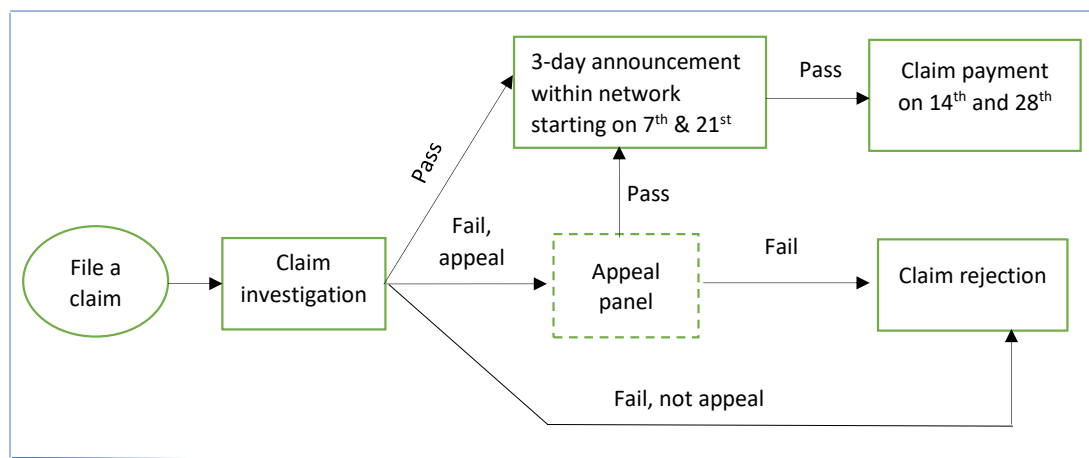 3-day announcement
within network
starting on 7th & 21st
Pass
Claim payment
on 14th and 28th
Pass
Pass
Fail,
appeal
File a
claim
Claim
investigation
Appeal
panel
Fail
Claim rejection
Fail, not appeal